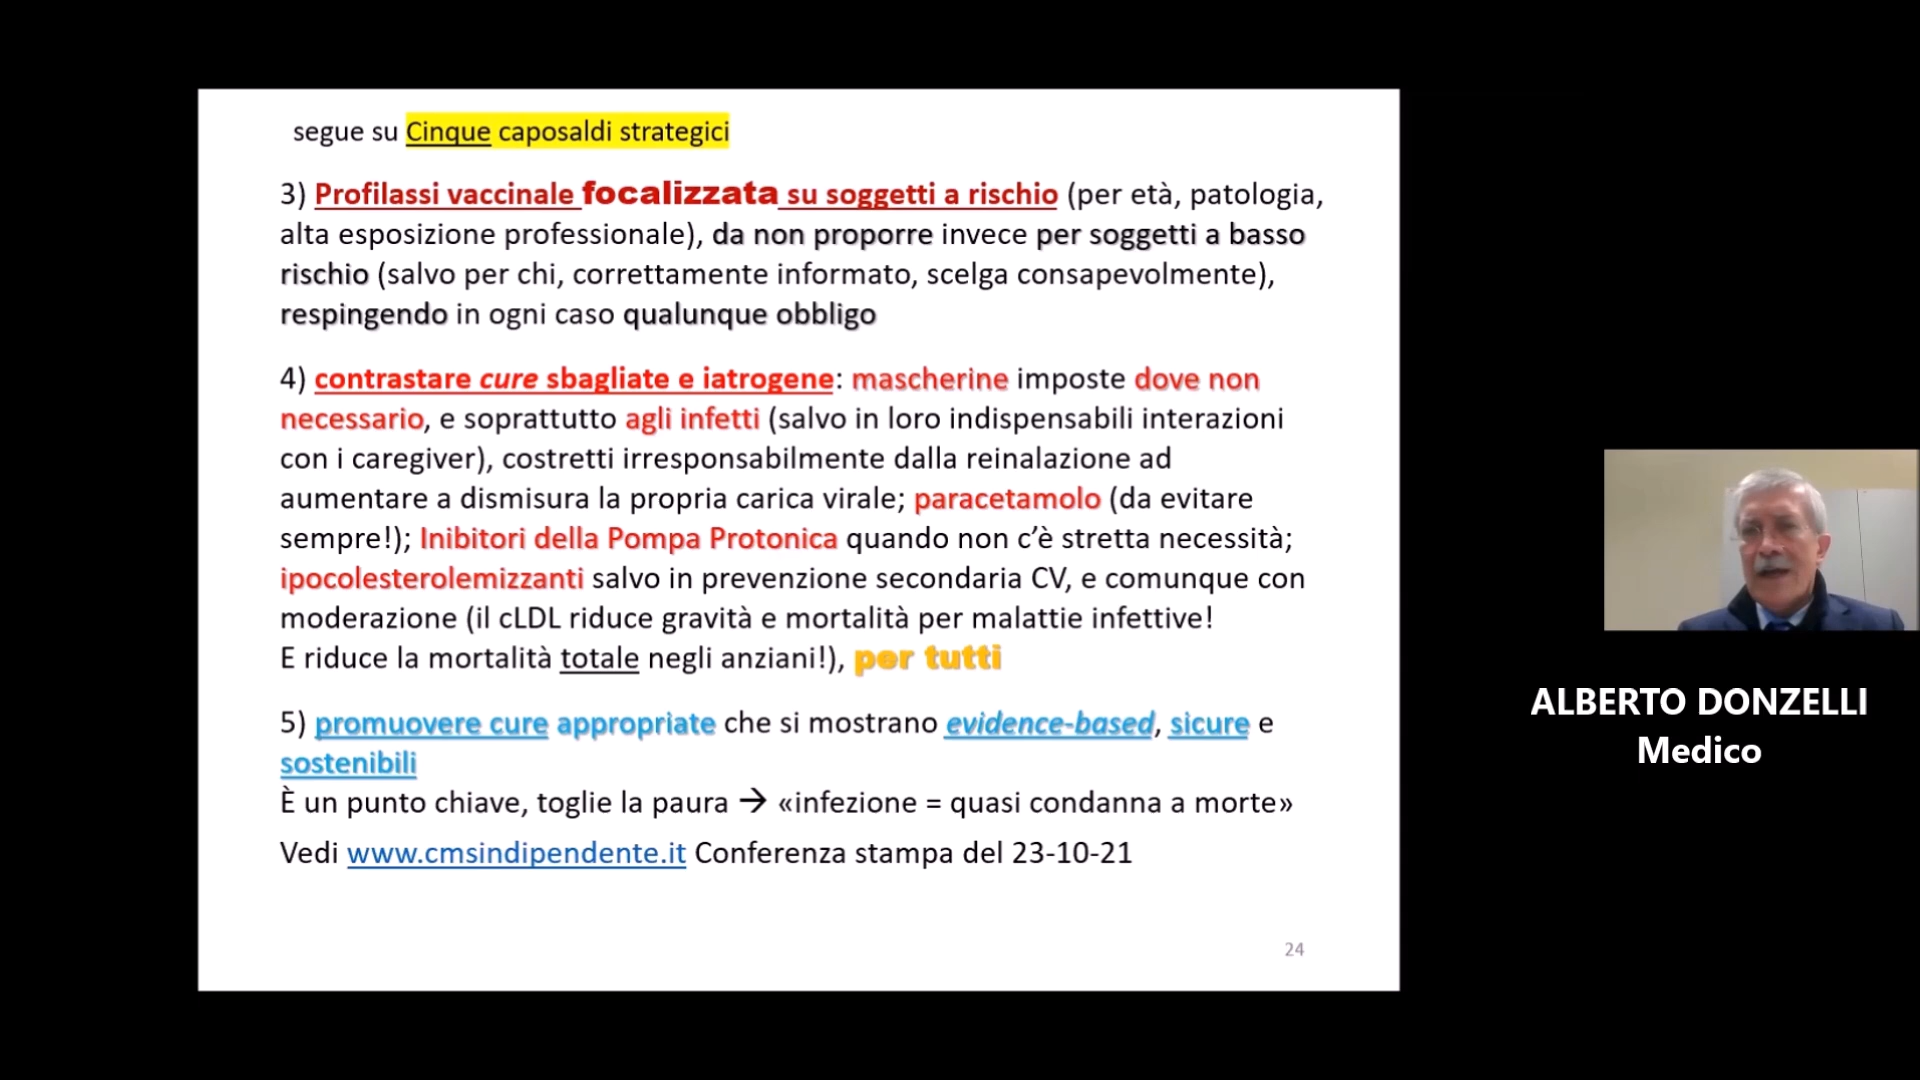 segue su Cinque caposaldi strategici
3) Profilassi vaccinale focalizzata su soggetti a rischio (per età, patologia,
alta esposizione professionale), da non proporre invece per soggetti a basso
rischio (salvo per chi, correttamente informato, scelga consapevolmente),
respingendo in ogni caso qualunque obbligo
4) contrastare cure sbagliate e iatrogene: mascherine imposte dove non
necessario, e soprattutto agli infetti (salvo in loro indispensabili interazioni
con i caregiver), costretti irresponsabilmente dalla reinalazione ad
aumentare a dismisura la propria carica virale; paracetamolo (da evitare
sempre!); Inibitori della Pompa Protonica quando non c’è stretta necessità;
ipocolesterolemizzanti salvo in prevenzione secondaria CV, e comunque con
moderazione (il cLDL riduce gravità e mortalità per malattie infettive!
E riduce la mortalità totale negli anziani!), per tutti
5) promuovere cure appropriate che si mostrano evidence-based, sicure e
sostenibili
È un punto chiave, toglie la paura → «infezione = quasi condanna a morte»
Vedi www.cmsindipendente.it Conferenza stampa del 23-10-21
24
ALBERTO DONZELLI
Medico